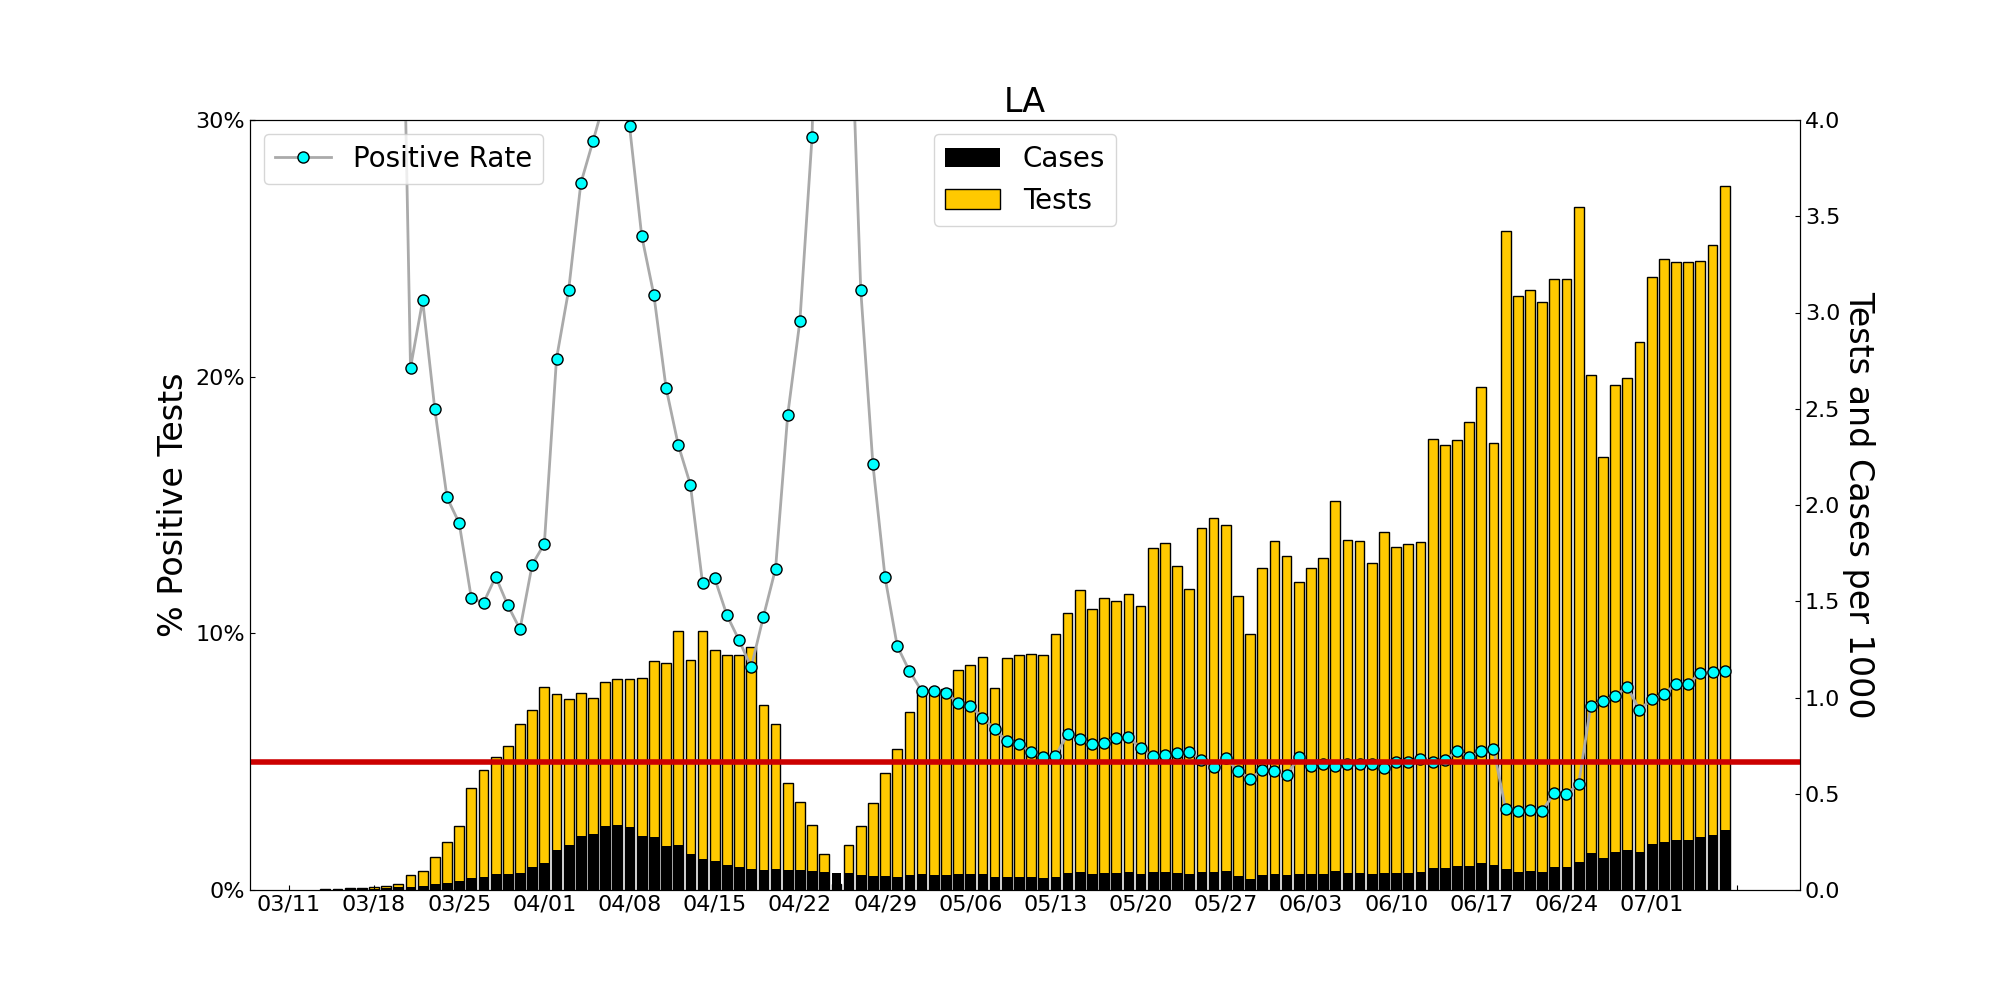 LA
Positive Rate
Cases
Tests
% Positive Tests
30%
20%
10%
0%
4.0
3.5
3.0
2.5
2.0
1.5
1.0
0.5
0.0
Tests and Cases per 1000
03/11 03/18 03/25 04/01 04/08 04/15 04/22 04/29 05/06 05/13 05/20 05/27 06/03 06/10 06/17 06/24 07/01